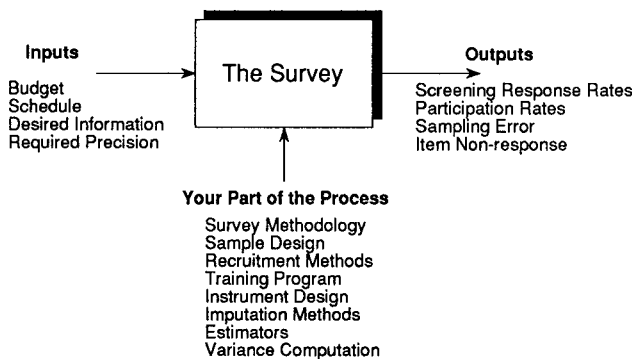 Inputs
Budget
Schedule
Desired Information
Required Precision
The Survey
Outputs
Screening Response Rates
Participation Rates
Sampling Error
Item Non-response
Your Part of the Process
Survey Methodology
Sample Design
Recruitment Methods
Training Program
Instrument Design
Imputation Methods
Estimators
Variance Computation